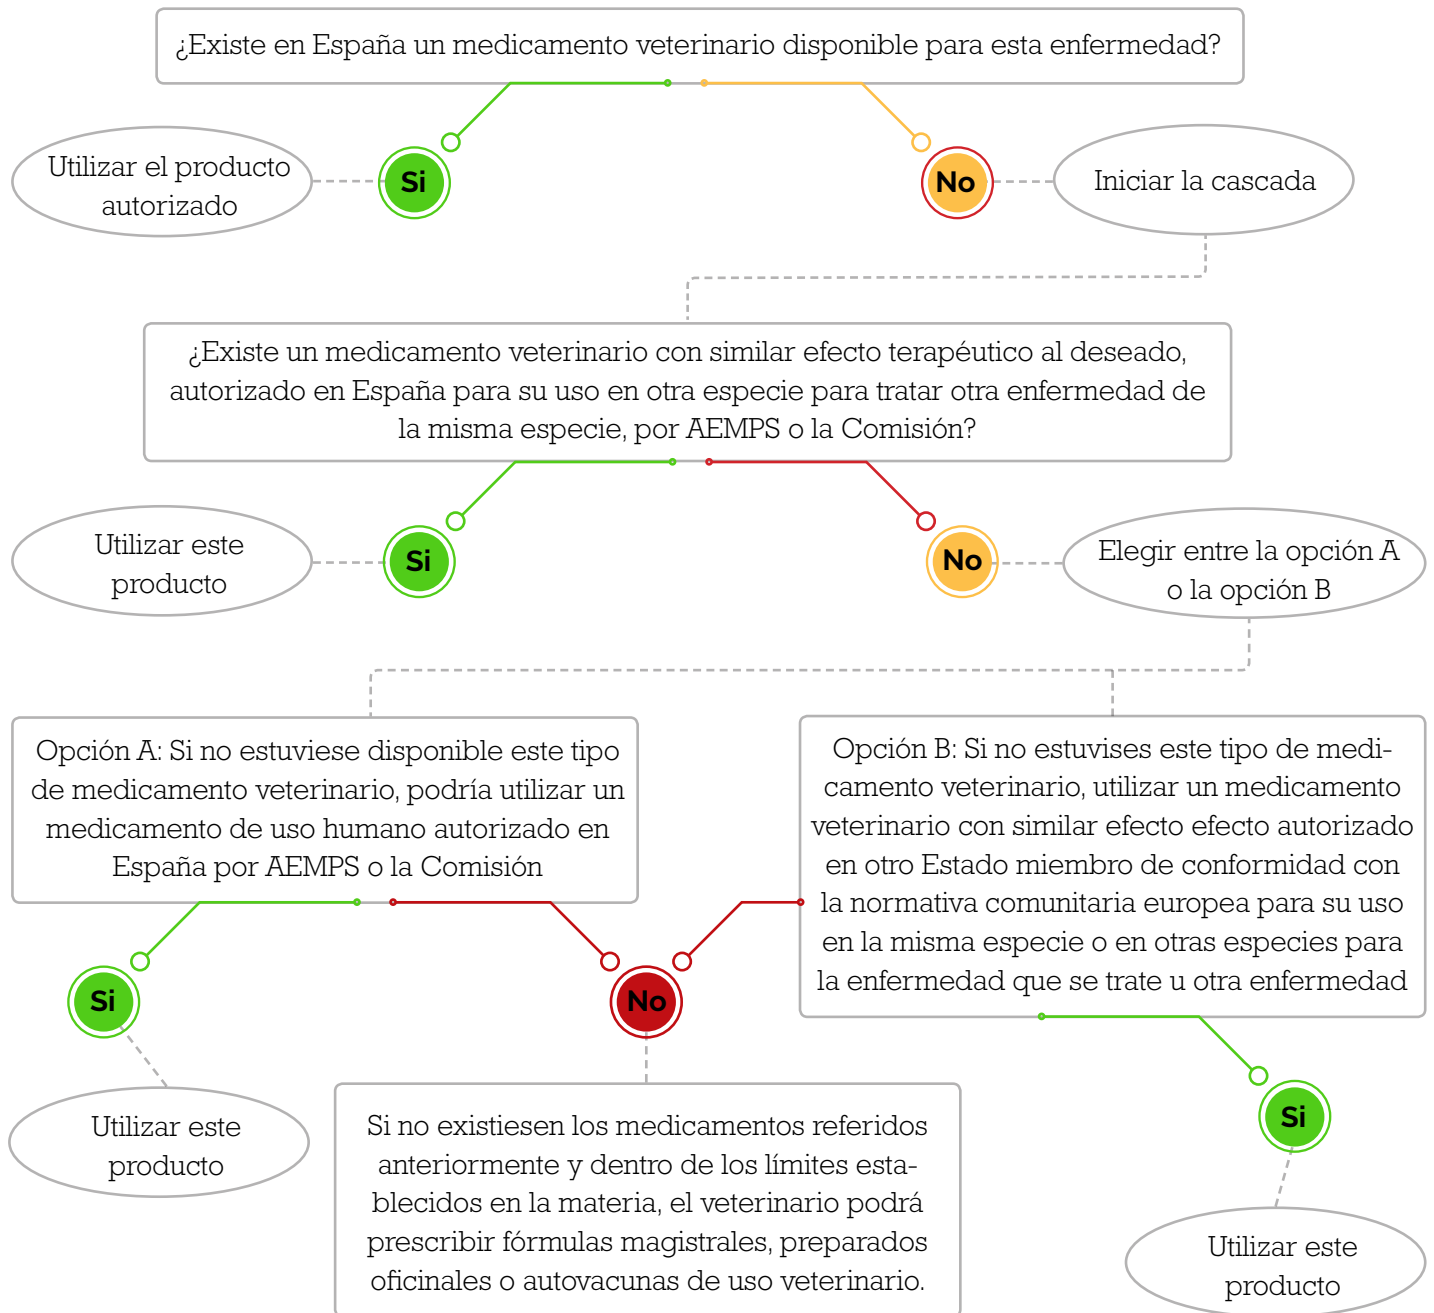 ¿Existe en España un medicamento veterinario disponible para esta enfermedad?
Utilizar el producto
autorizado
Si
No
Iniciar la cascada
¿Existe un medicamento veterinario con similar efecto terapéutico al deseado,
autorizado en España para su uso en otra especie para tratar otra enfermedad de
la misma especie, por AEMPS o la Comisión?
Utilizar este
producto
Si
No
Elegir entre la opción A
o la opción B
Opción A: Si no estuviese disponible este tipo
de medicamento veterinario, podría utilizar un
medicamento de uso humano autorizado en
España por AEMPS o la Comisión
Opción B: Si no estuvises este tipo de medi-
camento veterinario, utilizar un medicamento
veterinario con similar efecto efecto autorizado
en otro Estado miembro de conformidad con
la normativa comunitaria europea para su uso
en la misma especie o en otras especies para
la enfermedad que se trate u otra enfermedad
Si
No
Si
Utilizar este
producto
Si no existiesen los medicamentos referidos
anteriormente y dentro de los límites esta-
blecidos en la materia, el veterinario podrá
prescribir fórmulas magistrales, preparados
oficinales o autovacunas de uso veterinario.
Utilizar este
producto